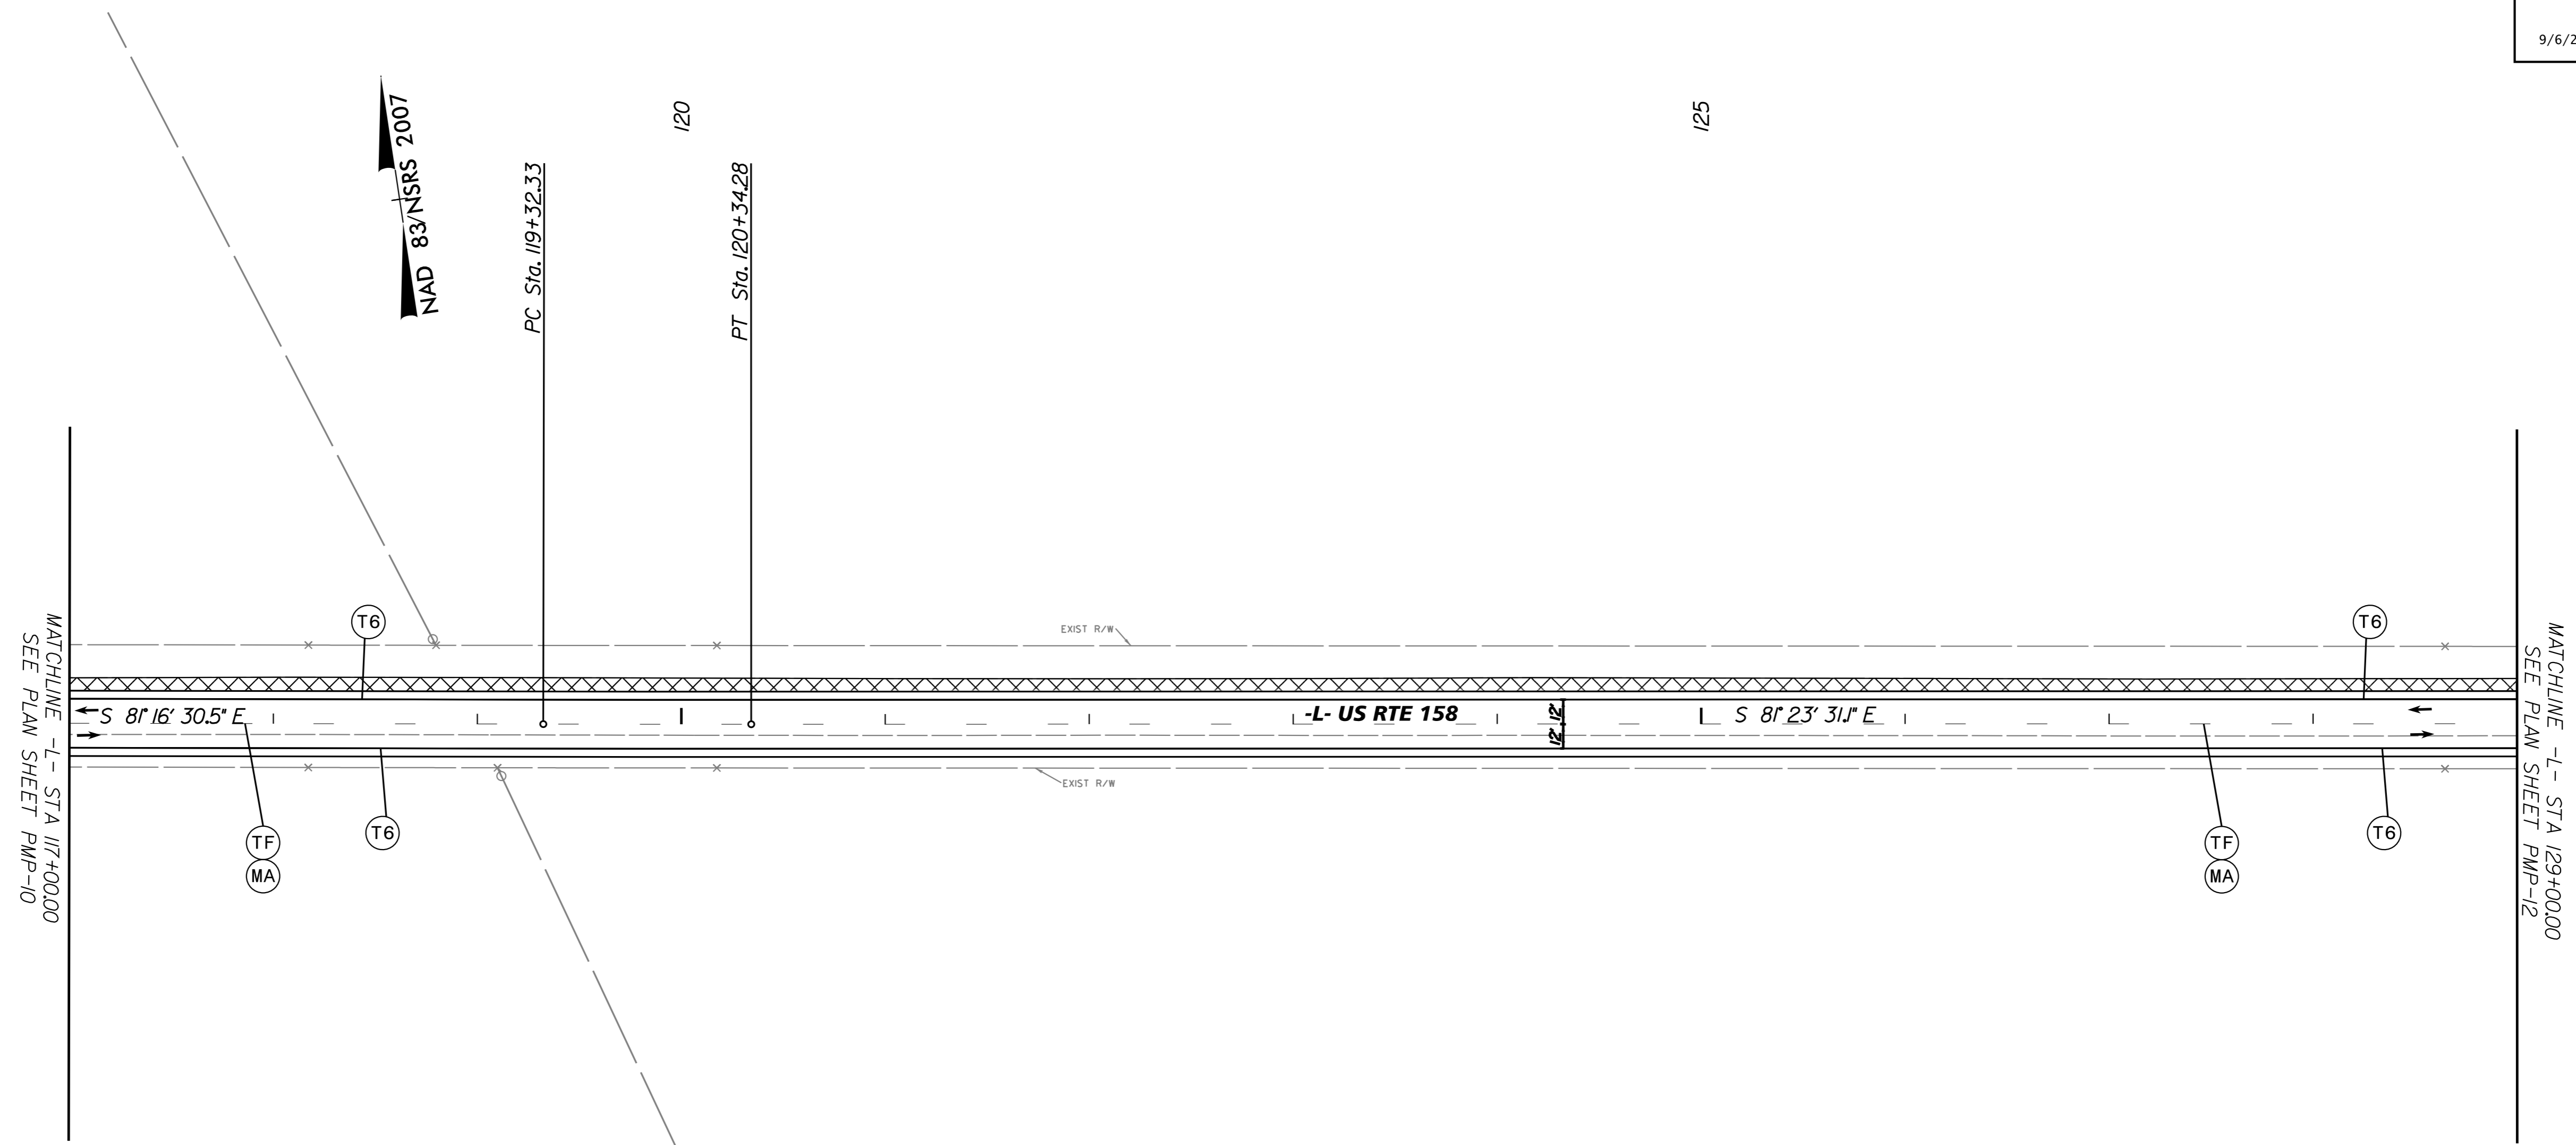 9/6/2
NAD 83/NSRS 2007
120
125
PC Sta. 119+32.33
PT Sta. 120+34.28
MATCHLINE -L- STA 117+00.00
SEE PLAN SHEET PMP-10
T6
EXIST R/W
T6
S 81° 16' 30.5" E
-L- US RTE 158
12' 12'
S 81° 23' 31.1" E
EXIST R/W
TF
MA
T6
TF
MA
T6
MATCHLINE -L- STA 129+00.00
SEE PLAN SHEET PMP-12